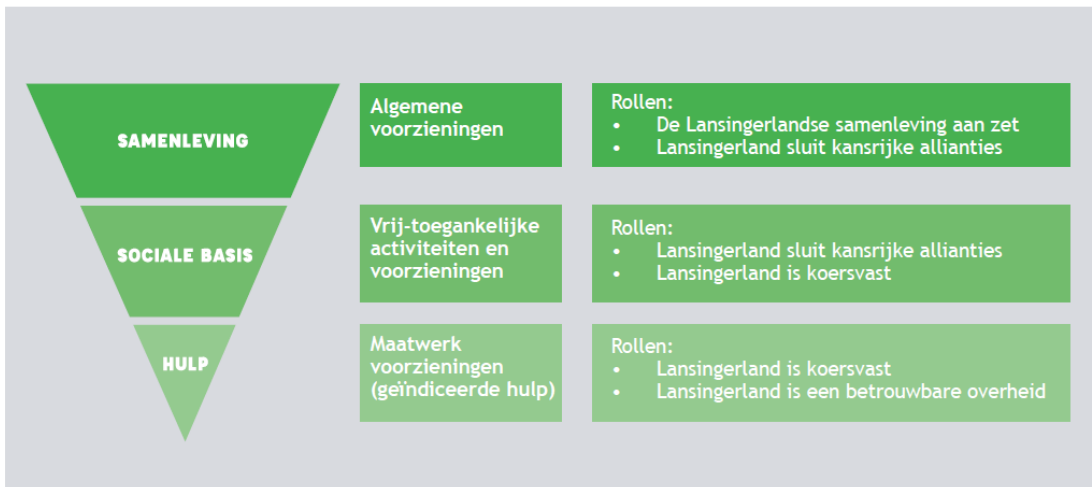 SAMENLEVING
Algemene
voorzieningen
Rollen:
• De Lansingerlandse samenleving aan zet
• Lansingerland sluit kansrijke allianties
SOCIALE BASIS
Vrij-toegankelijke
activiteiten en
voorzieningen
Rollen:
• Lansingerland sluit kansrijke allianties
• Lansingerland is koersvast
HULP
Maatwerk
voorzieningen
(geïndiceerde hulp)
Rollen:
• Lansingerland is koersvast
• Lansingerland is een betrouwbare overheid